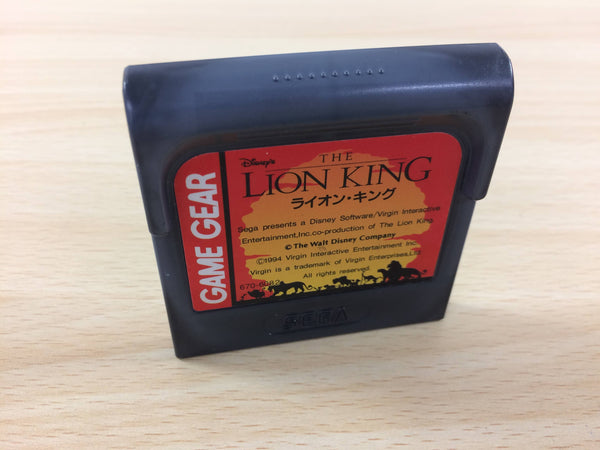 GAME GEAR
Disney's
THE
LION KING
ライオン・キング
Sega presents a Disney Software/Virgin Interactive
Entertainment,Inc.co-production of The Lion King
© The Walt Disney Company
©1994 Virgin Interactive Entertainment Inc.
Virgin is a trademark of Virgin Enterprises,Ltd.
All rights reserved.
SEGA